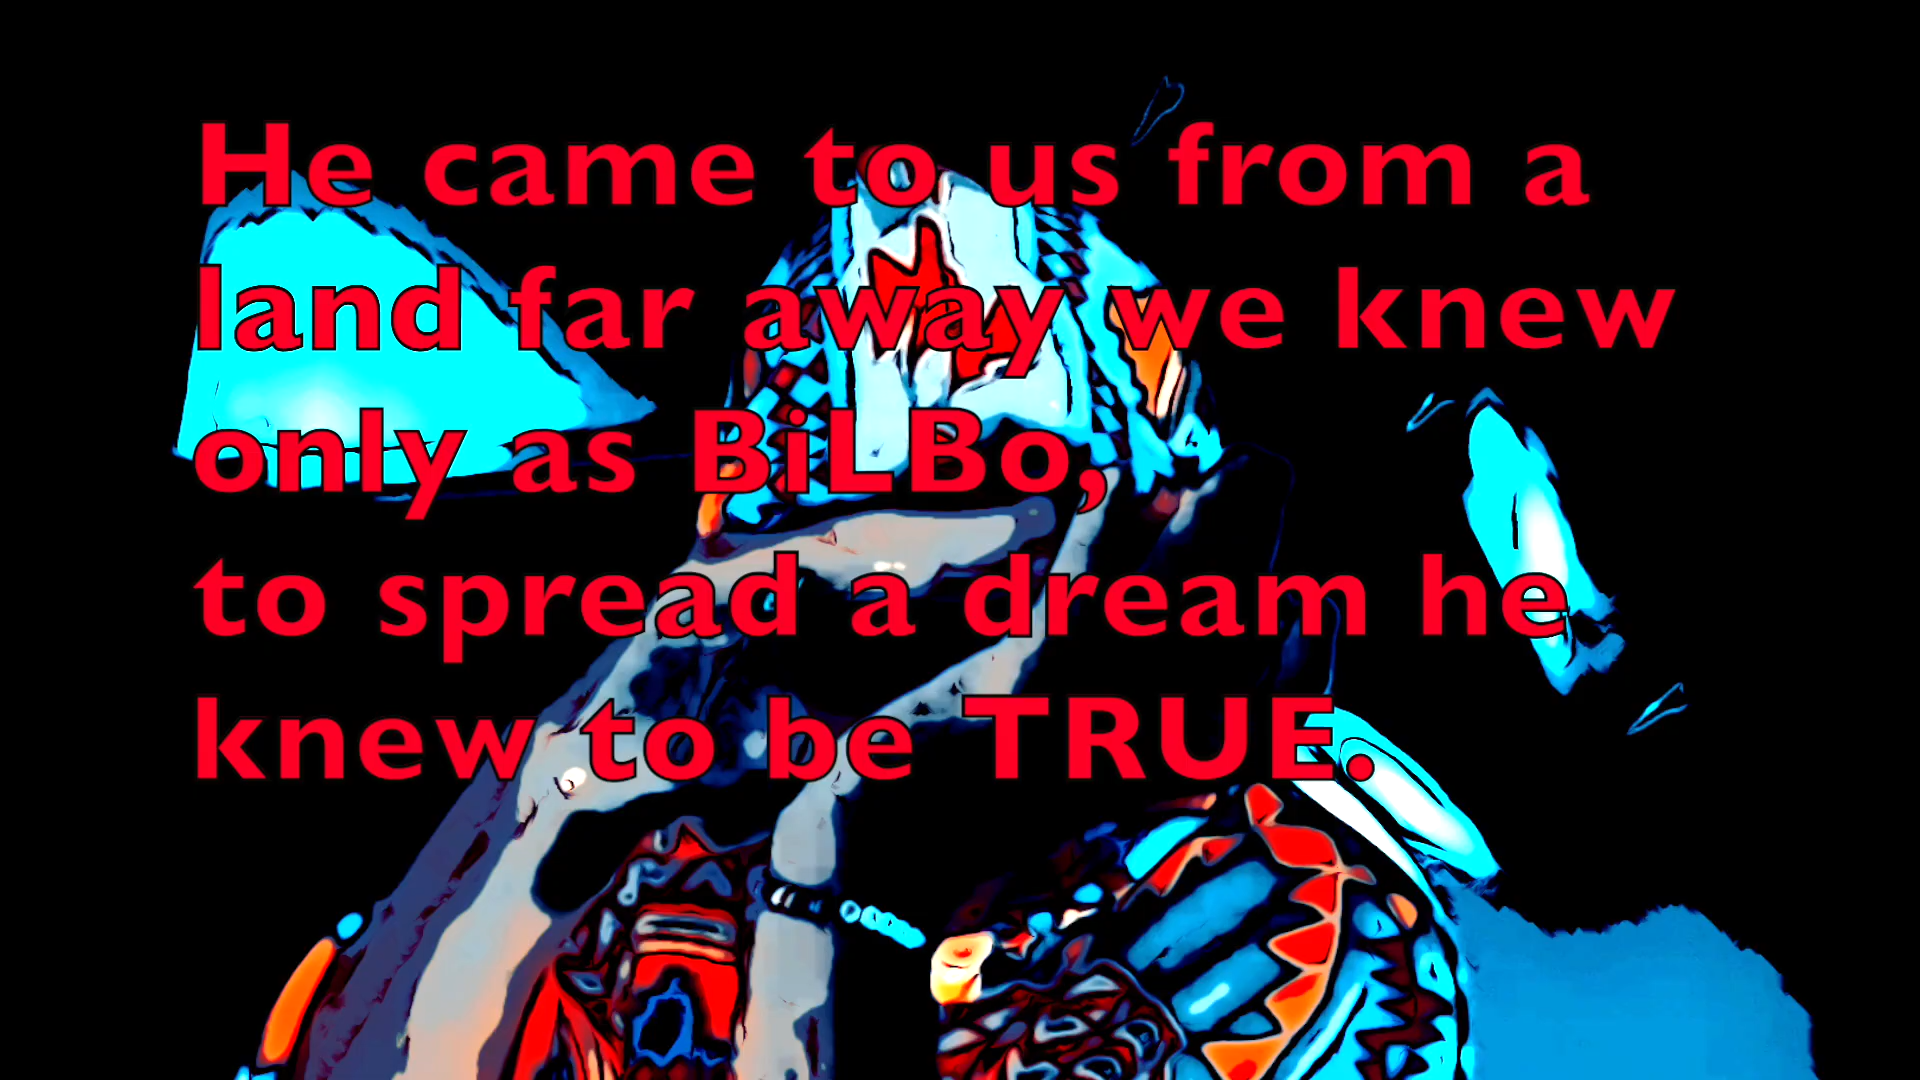 He came to us from a
land far away we knew
only as BiLBo,
to spread a dream he
knew to be TRUE.